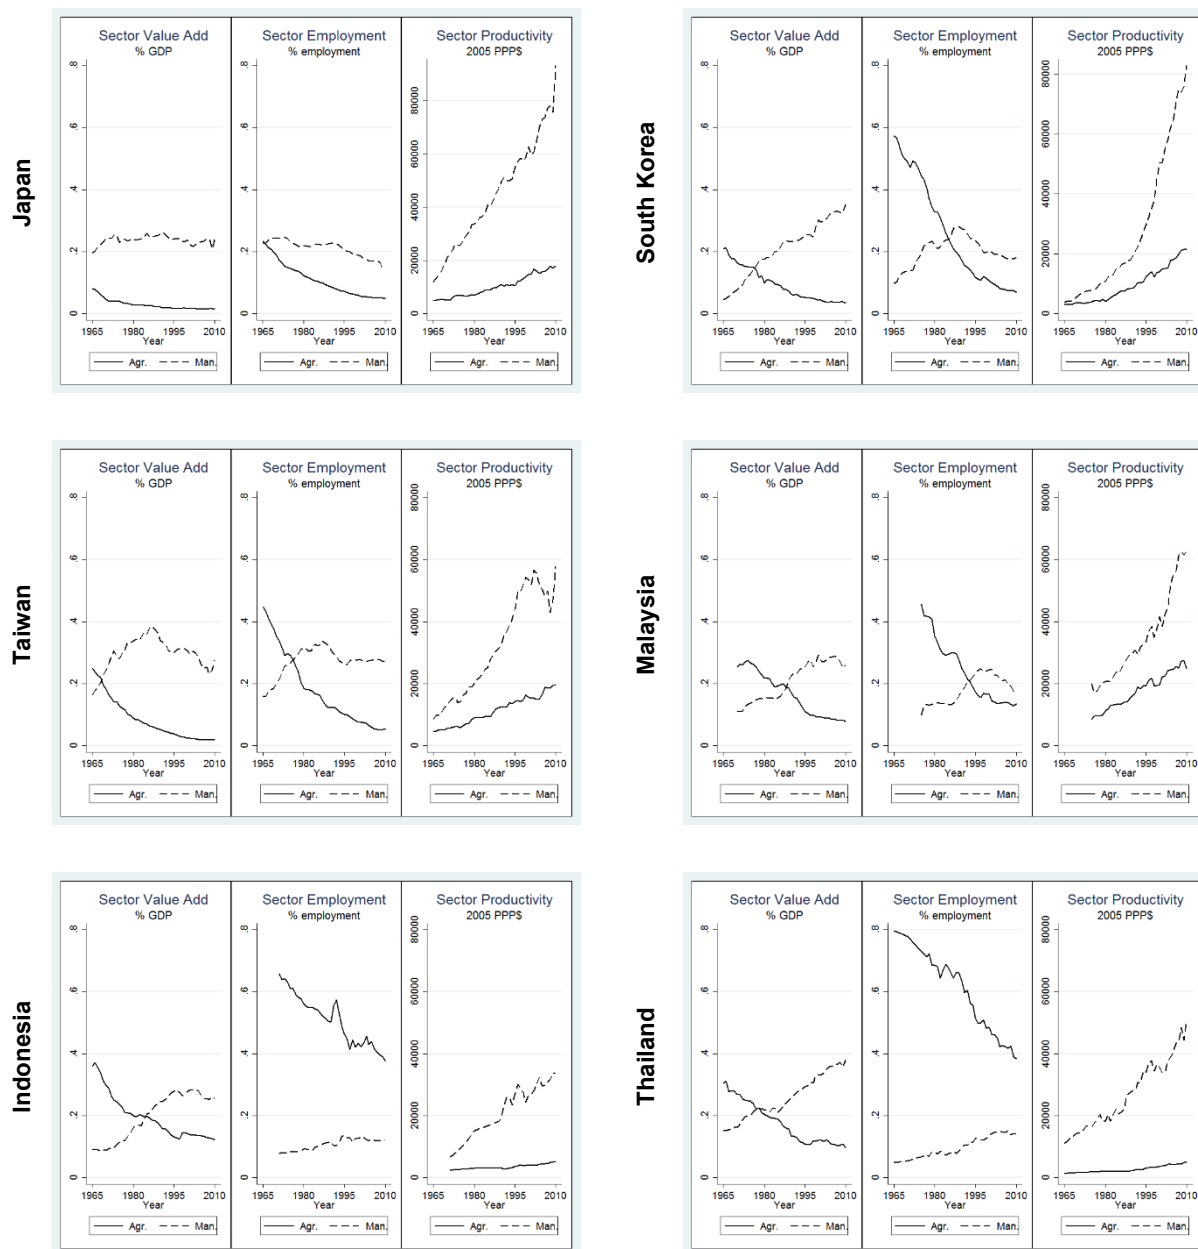 Japan
Sector Value Add
% GDP
.8
.6
.4
.2
0
1965 1980 1995 2010
Year
Agr. Man.
Sector Employment
% employment
.8
.6
.4
.2
0
1965 1980 1995 2010
Year
Agr. Man.
Sector Productivity
2005 PPP$
80000
60000
40000
20000
0
1965 1980 1995 2010
Year
Agr. Man.
South Korea
Sector Value Add
% GDP
.8
.6
.4
.2
0
1965 1980 1995 2010
Year
Agr. Man.
Sector Employment
% employment
.8
.6
.4
.2
0
1965 1980 1995 2010
Year
Agr. Man.
Sector Productivity
2005 PPP$
80000
60000
40000
20000
0
1965 1980 1995 2010
Year
Agr. Man.
Taiwan
Sector Value Add
% GDP
.8
.6
.4
.2
0
1965 1980 1995 2010
Year
Agr. Man.
Sector Employment
% employment
.8
.6
.4
.2
0
1965 1980 1995 2010
Year
Agr. Man.
Sector Productivity
2005 PPP$
80000
60000
40000
20000
0
1965 1980 1995 2010
Year
Agr. Man.
Malaysia
Sector Value Add
% GDP
.8
.6
.4
.2
0
1965 1980 1995 2010
Year
Agr. Man.
Sector Employment
% employment
.8
.6
.4
.2
0
1965 1980 1995 2010
Year
Agr. Man.
Sector Productivity
2005 PPP$
80000
60000
40000
20000
0
1965 1980 1995 2010
Year
Agr. Man.
Indonesia
Sector Value Add
% GDP
.8
.6
.4
.2
0
1965 1980 1995 2010
Year
Agr. Man.
Sector Employment
% employment
.8
.6
.4
.2
0
1965 1980 1995 2010
Year
Agr. Man.
Sector Productivity
2005 PPP$
80000
60000
40000
20000
0
1965 1980 1995 2010
Year
Agr. Man.
Thailand
Sector Value Add
% GDP
.8
.6
.4
.2
0
1965 1980 1995 2010
Year
Agr. Man.
Sector Employment
% employment
.8
.6
.4
.2
0
1965 1980 1995 2010
Year
Agr. Man.
Sector Productivity
2005 PPP$
80000
60000
40000
20000
0
1965 1980 1995 2010
Year
Agr. Man.